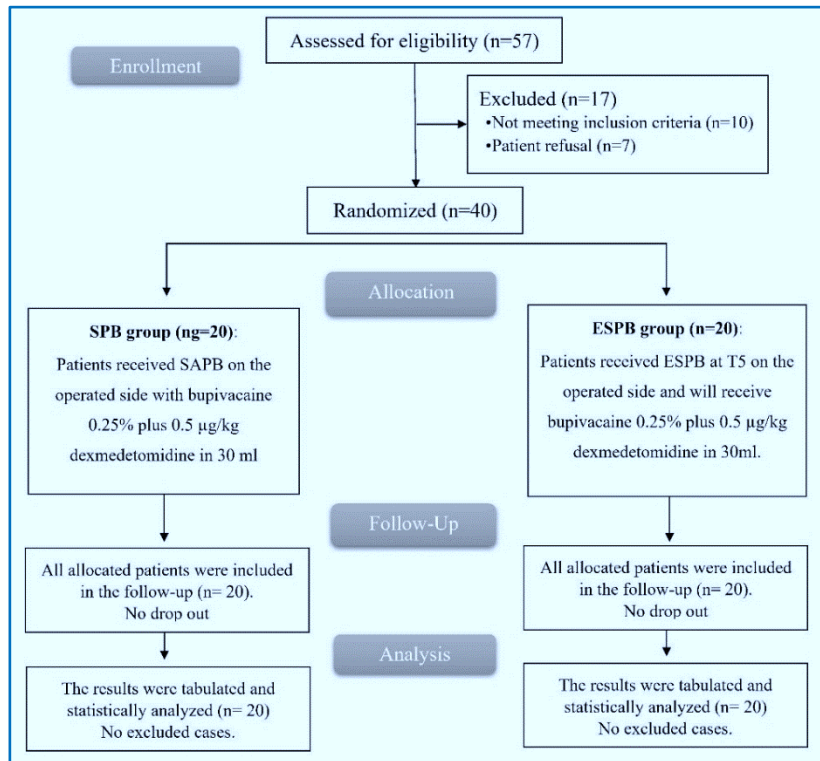 Assessed for eligibility (n=57)
Enrollment
Excluded (n=17)
•Not meeting inclusion criteria (n=10)
•Patient refusal (n=7)
Randomized (n=40)
Allocation
SPB group (ng=20):
Patients received SAPB on the
operated side with bupivacaine
0.25% plus 0.5 µg/kg
dexmedetomidine in 30 ml
ESPB group (n=20):
Patients received ESPB at T5 on the
operated side and will receive
bupivacaine 0.25% plus 0.5 µg/kg
dexmedetomidine in 30ml.
Follow-Up
All allocated patients were included
in the follow-up (n= 20).
No drop out
All allocated patients were included
in the follow-up (n= 20).
No drop out
Analysis
The results were tabulated and
statistically analyzed (n= 20)
No excluded cases.
The results were tabulated and
statistically analyzed (n= 20)
No excluded cases.